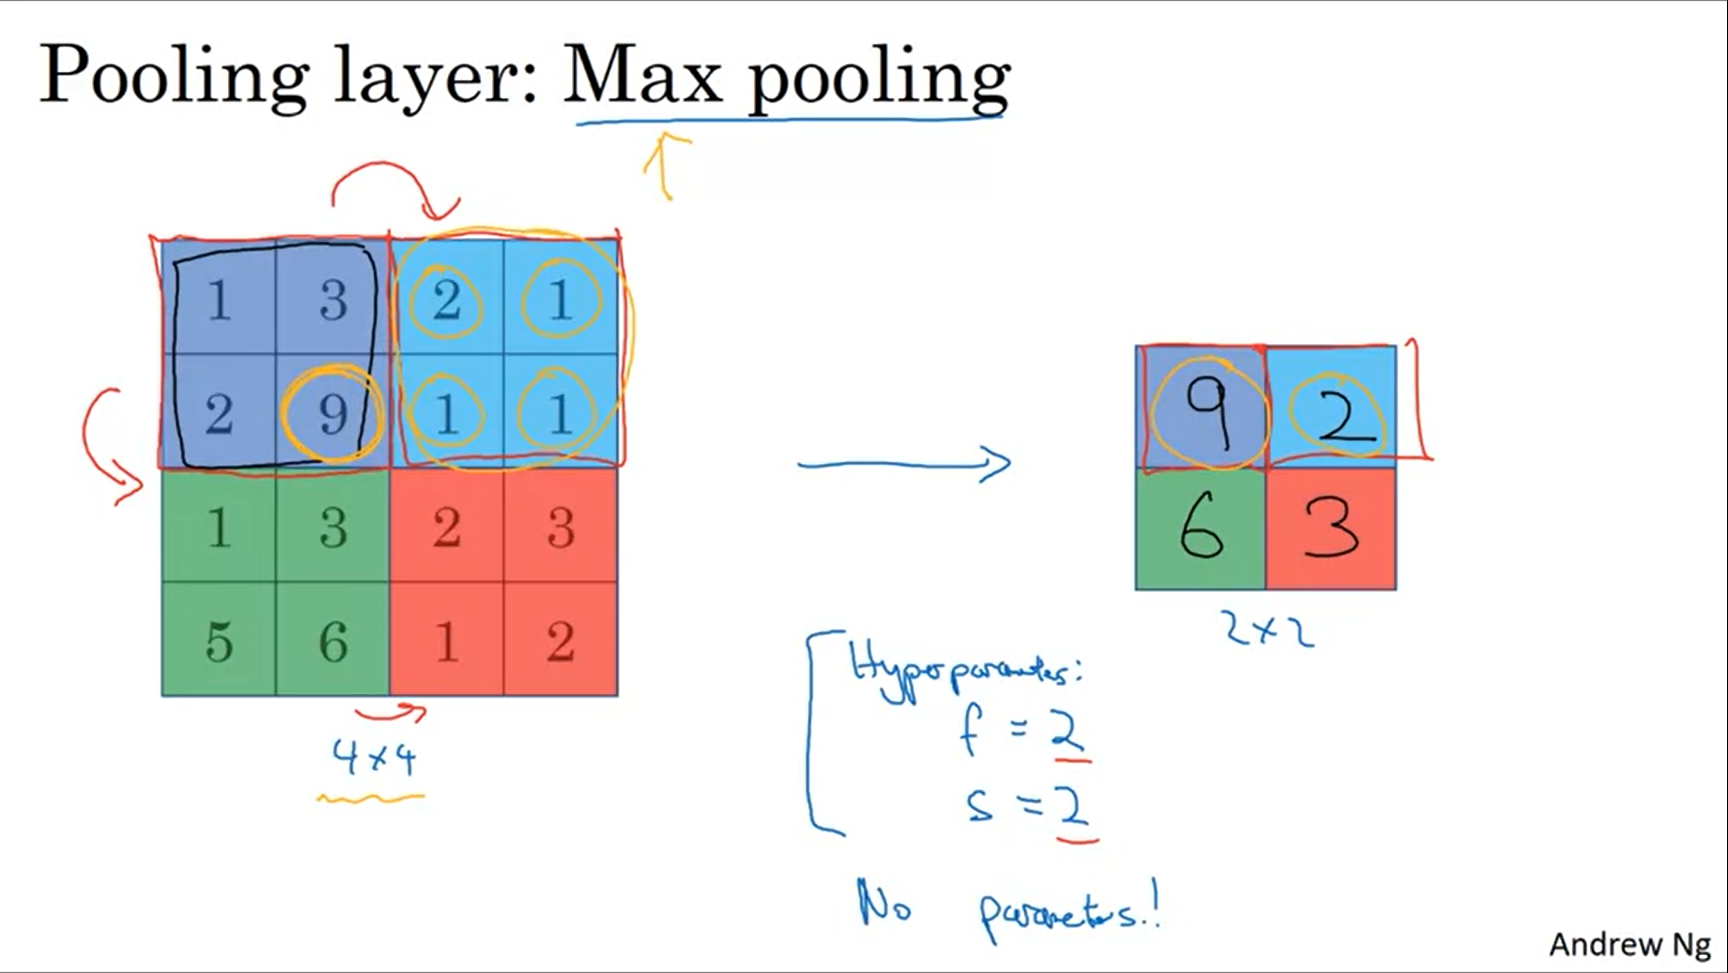 Pooling layer: Max pooling
1 3 2 1
2 9 1 1
1 3 2 3
5 6 1 2
4×4
9 2
6 3
2×2
Hyperparameters:
f = 2
s = 2
No parameters!
Andrew Ng